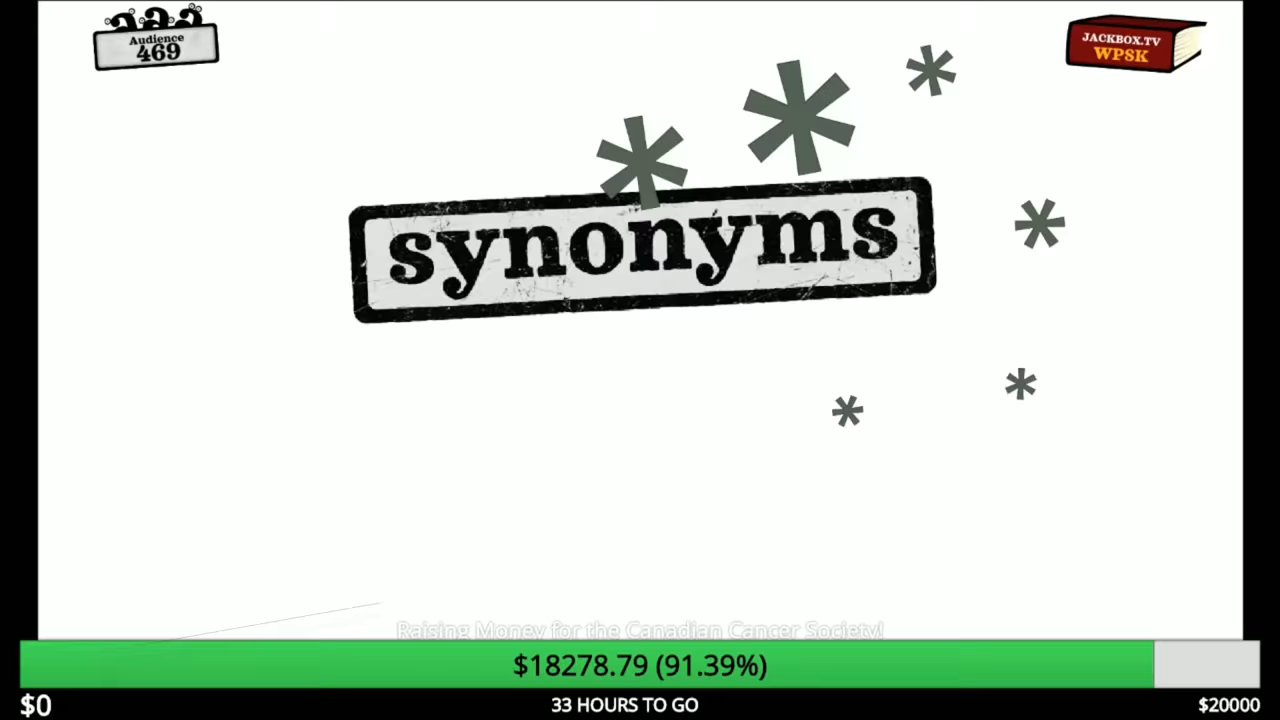 Audience
469
JACKBOX.TV
WPSK
synonyms
Raising Money for the Canadian Cancer Society!
$18278.79 (91.39%)
$0
33 HOURS TO GO
$20000